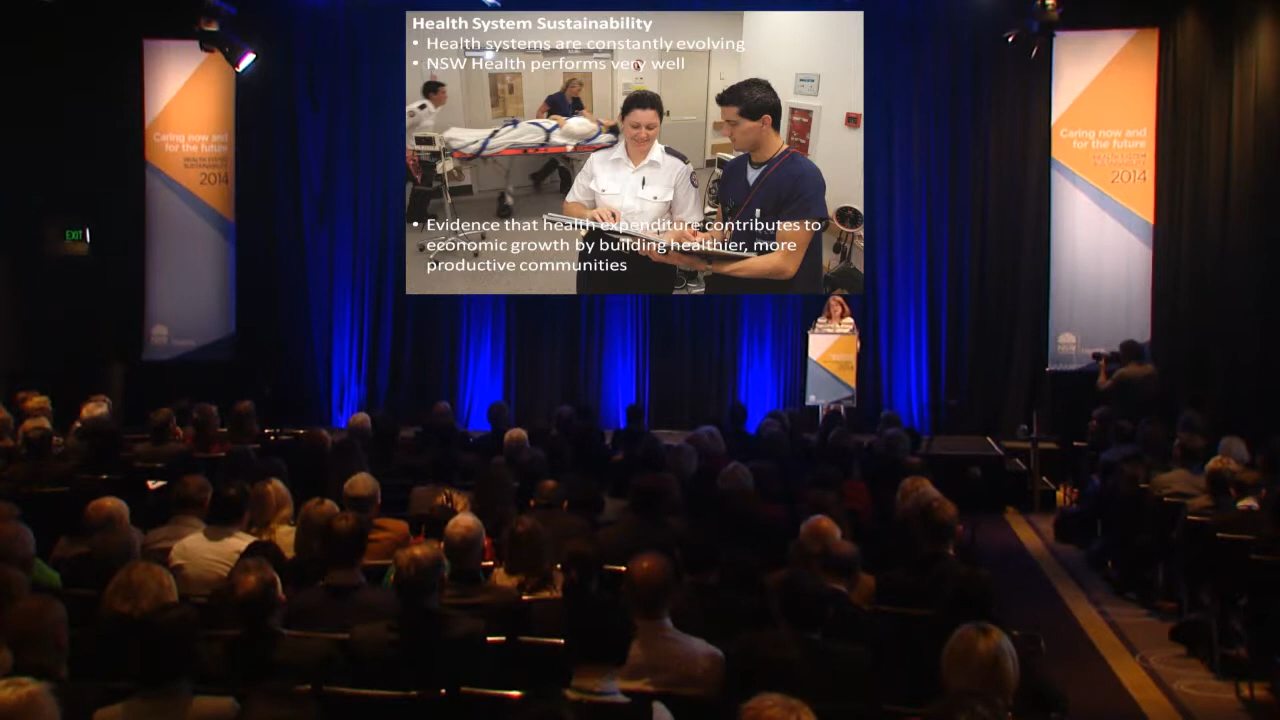 Health System Sustainability
• Health systems are constantly evolving
• NSW Health performs very well
• Evidence that health expenditure contributes to
economic growth by building healthier, more
productive communities
Caring now and
for the future
2014
Caring now and
for the future
2014
EXIT
NSW
NSW